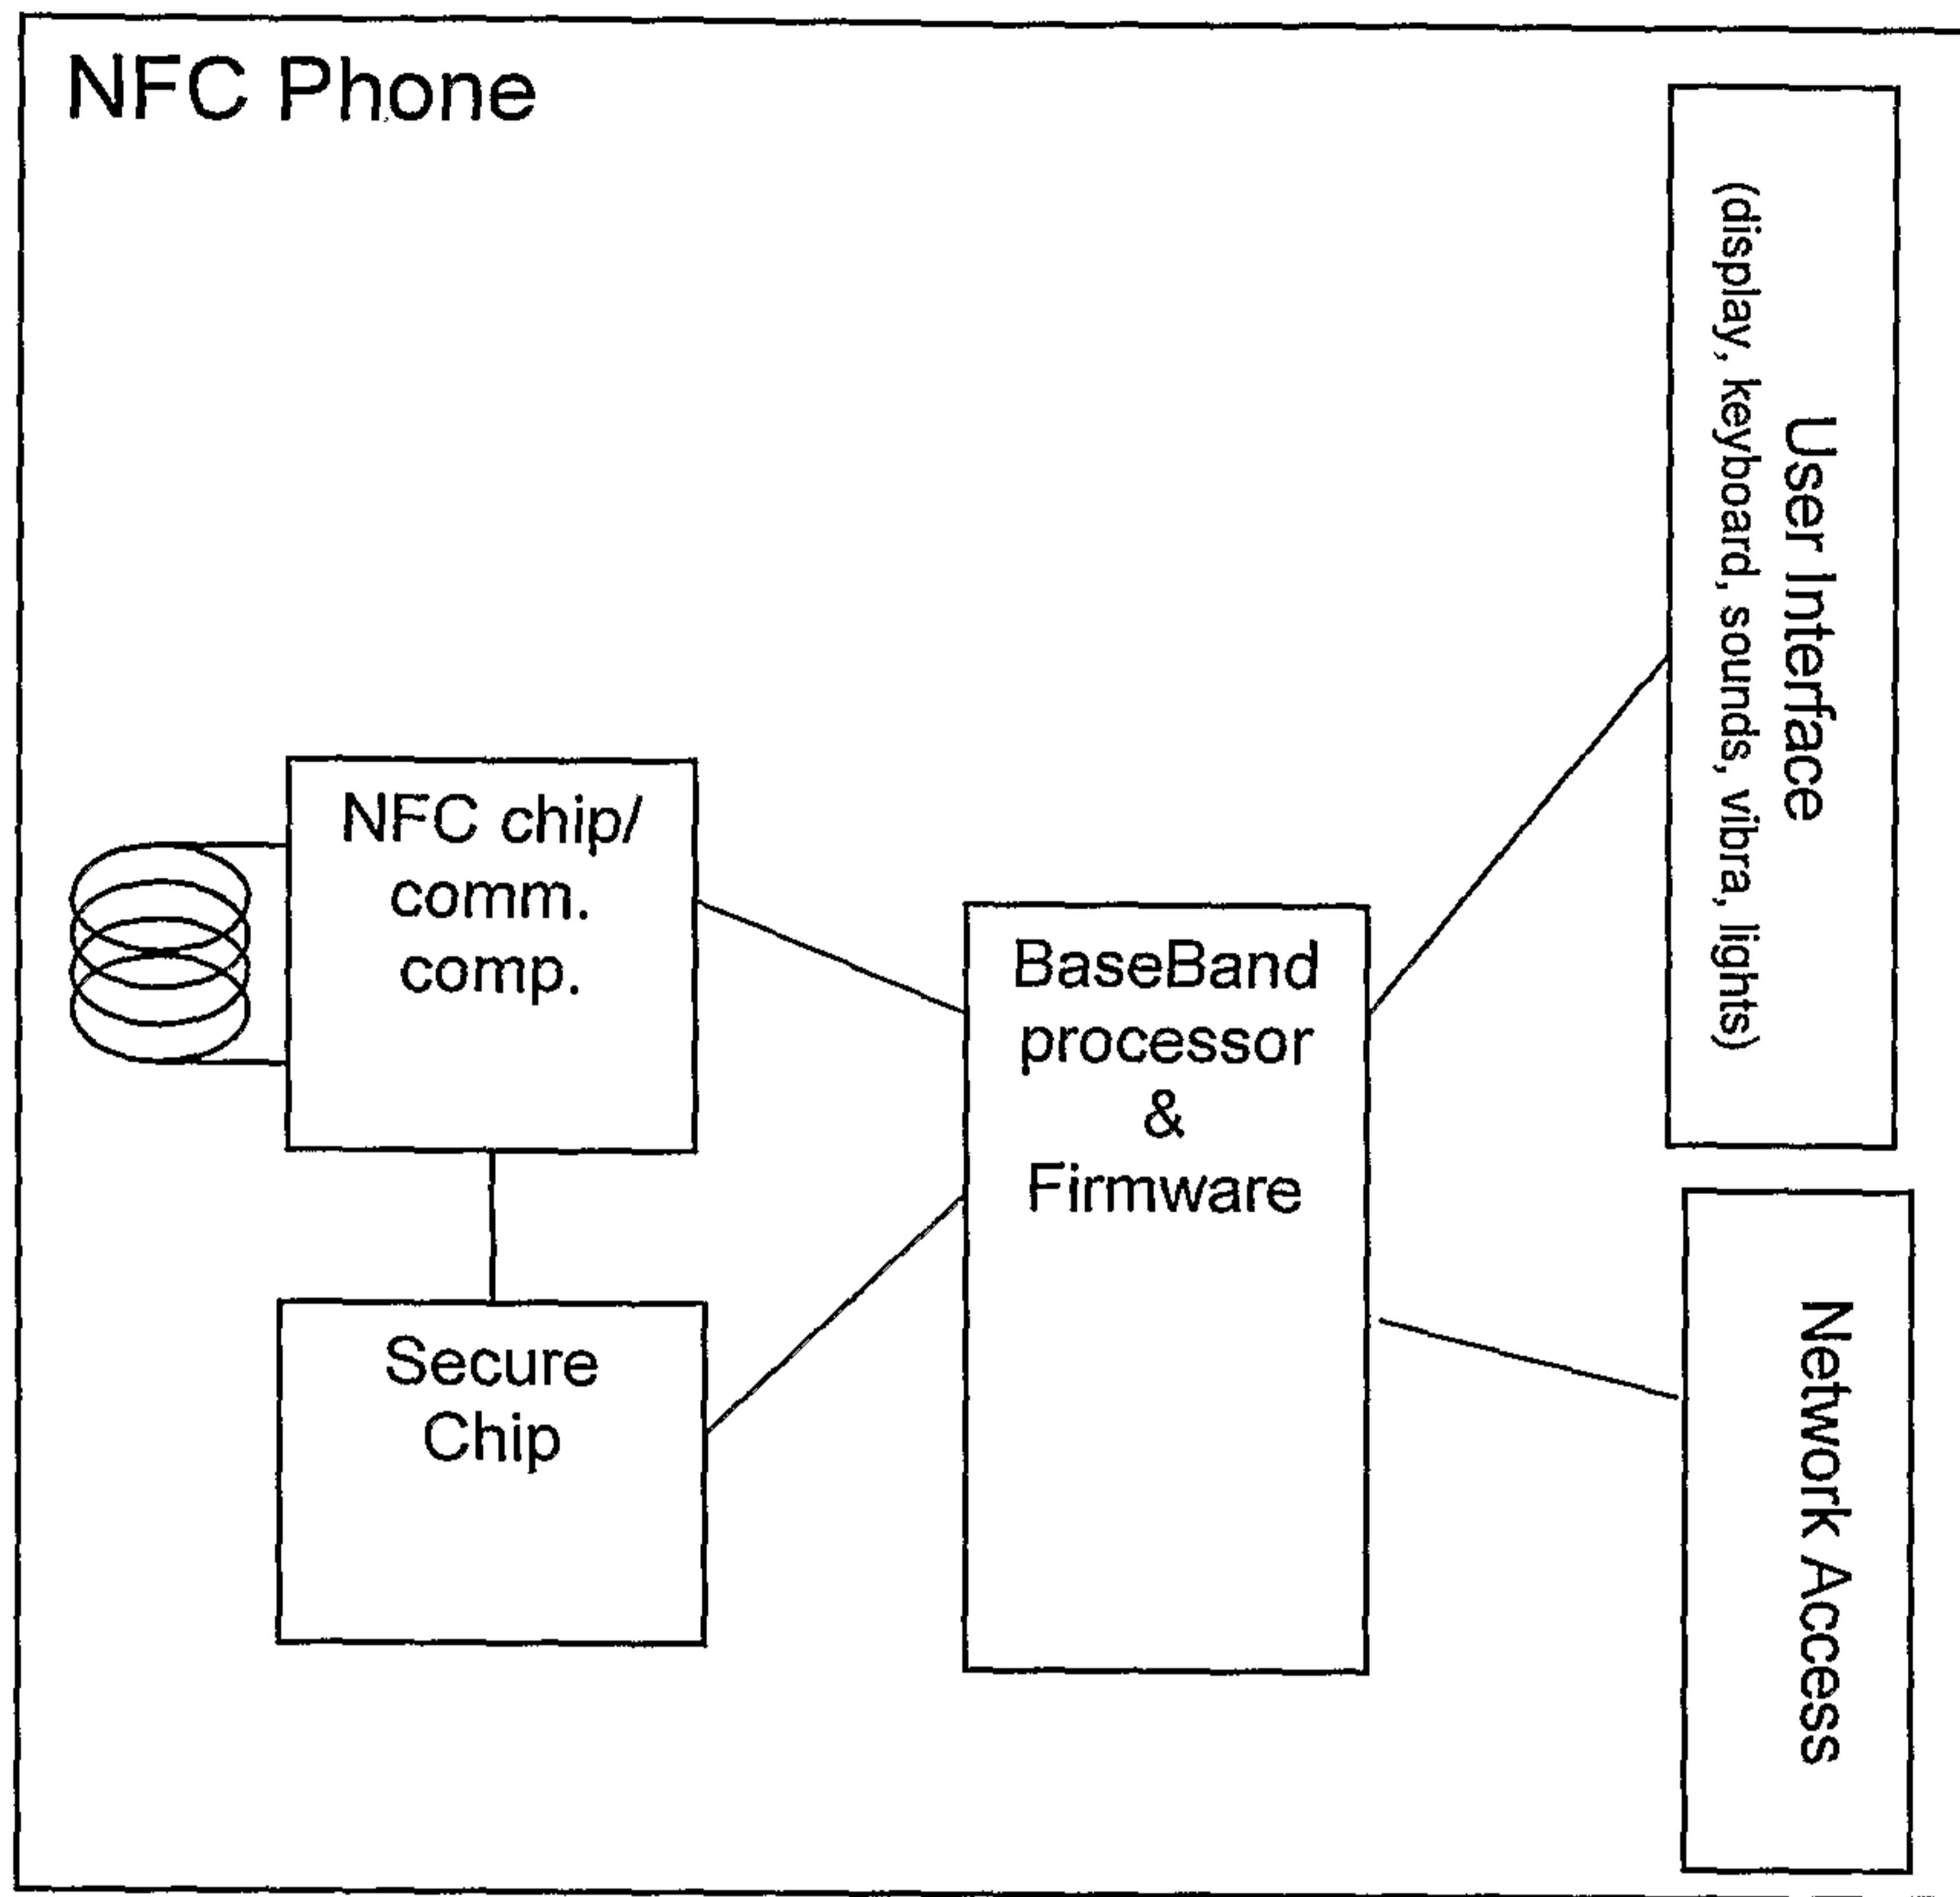 NFC Phone
User Interface
(display, keyboard, sounds, vibra, lights)
NFC chip/
comm.
comp.
BaseBand
processor
&
Firmware
Secure
Chip
Network Access